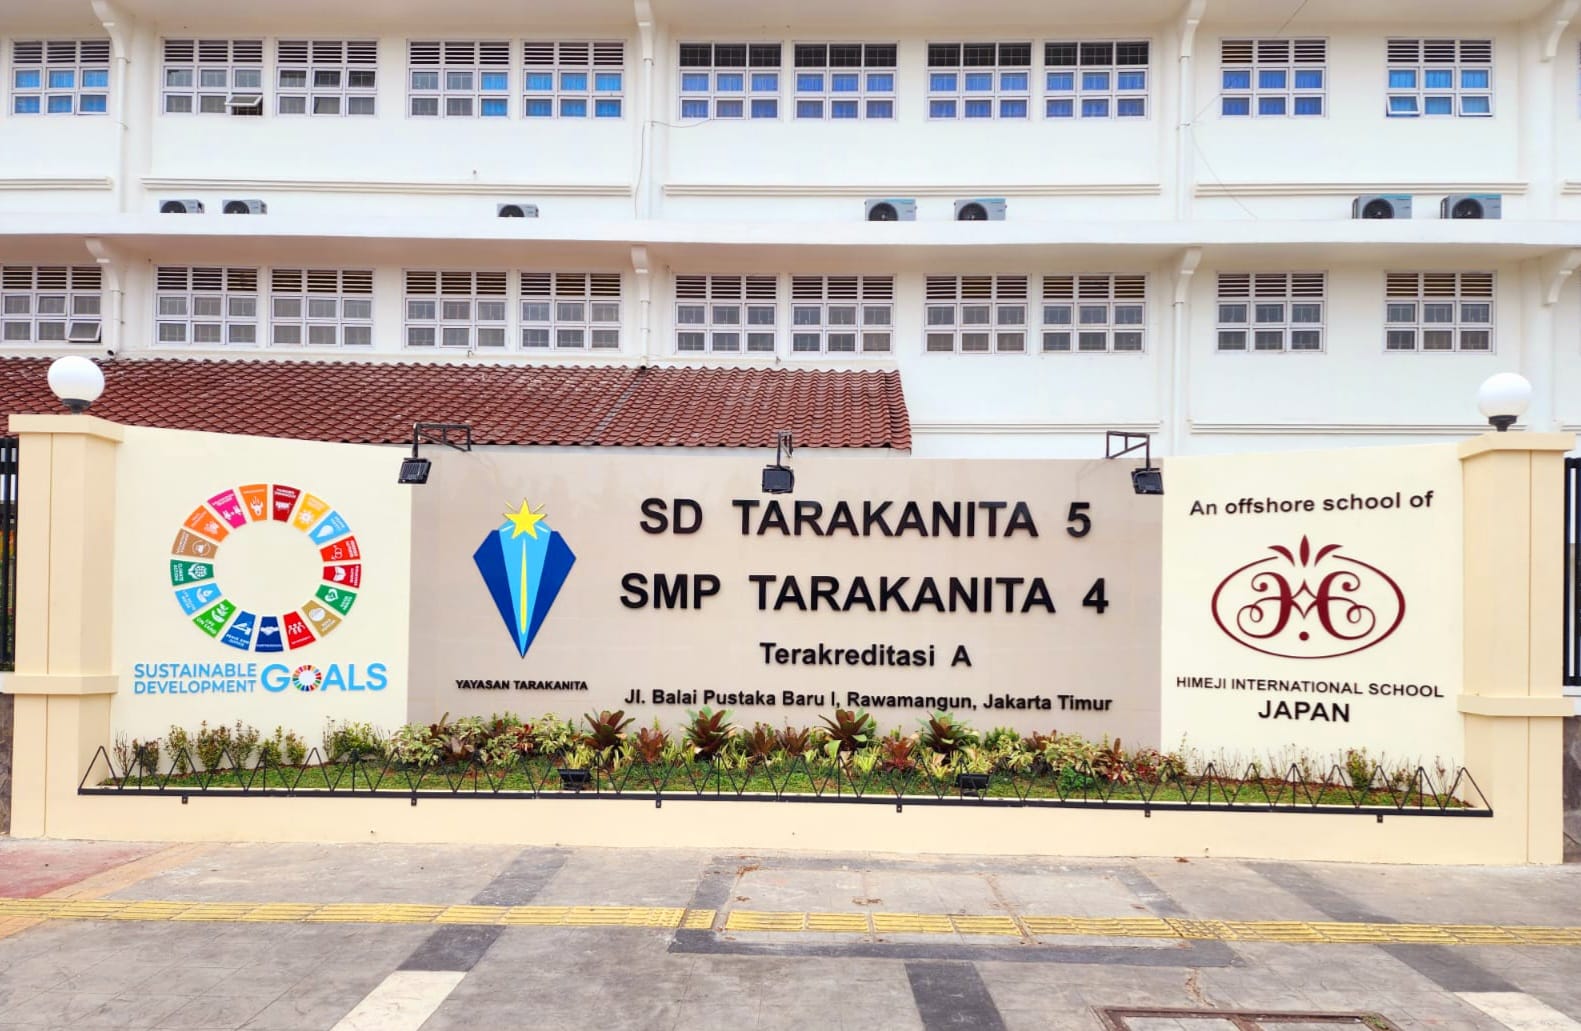 SUSTAINABLE
DEVELOPMENT
GOALS
YAYASAN TARAKANITA
SD TARAKANITA 5
SMP TARAKANITA 4
Terakreditasi A
Jl. Balai Pustaka Baru I, Rawamangun, Jakarta Timur
An offshore school of
HIMEJI INTERNATIONAL SCHOOL
JAPAN